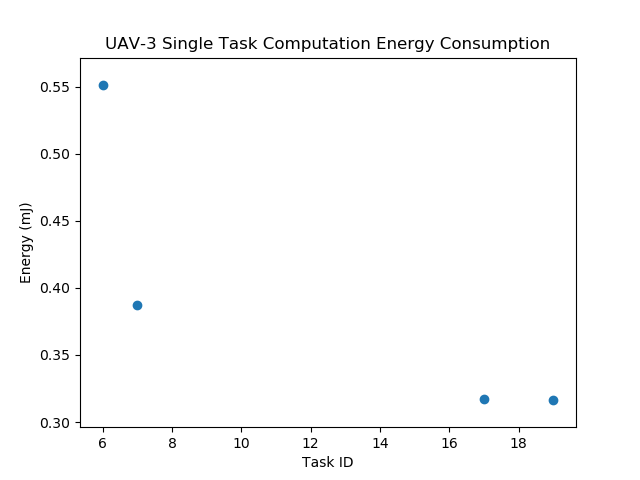 UAV-3 Single Task Computation Energy Consumption
0.55
0.50
0.45
0.40
0.35
0.30
Energy (mJ)
6 8 10 12 14 16 18
Task ID